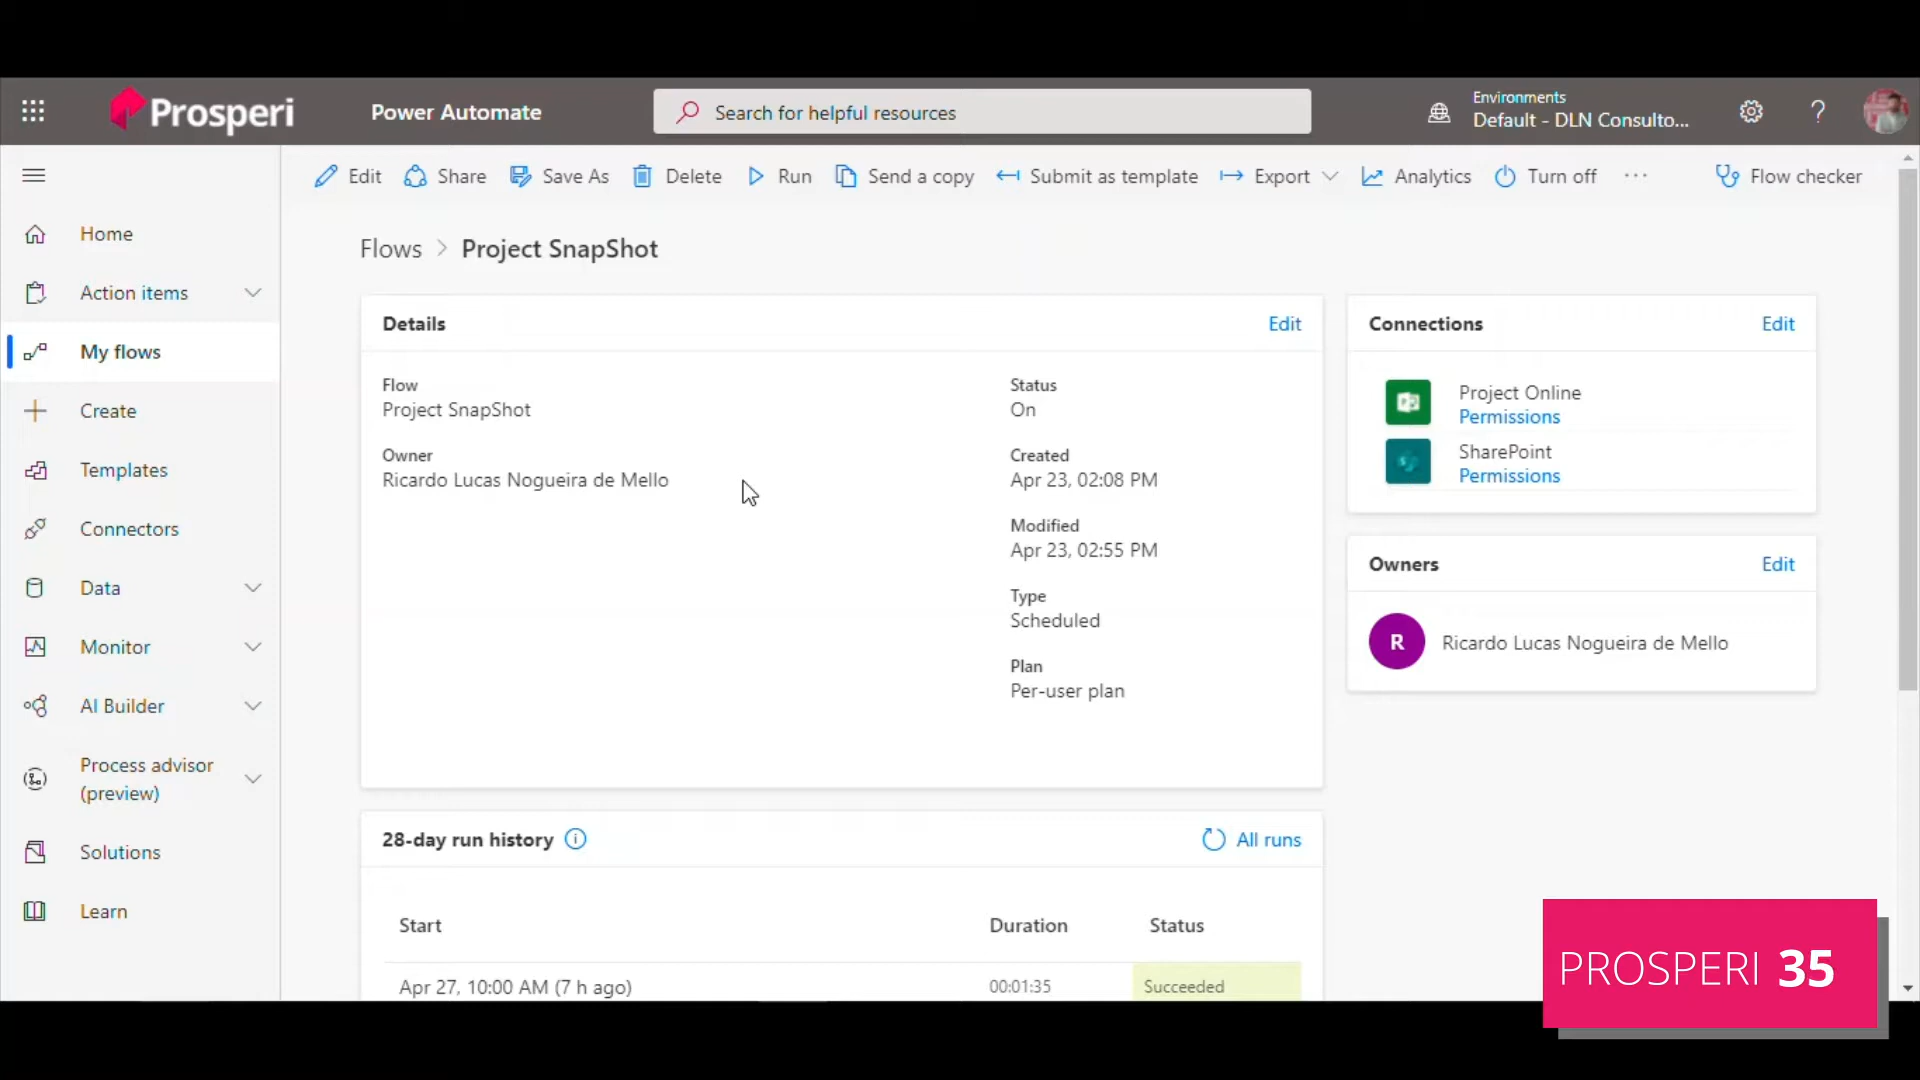 Prosperi
Power Automate
Search for helpful resources
Environments
Default - DLN Consulto...
?
Edit
Share
Save As
Delete
Run
Send a copy
Submit as template
Export
Analytics
Turn off
...
Flow checker
Home
Action items
My flows
Create
Templates
Connectors
Data
Monitor
AI Builder
Process advisor
(preview)
Solutions
Learn
Flows > Project SnapShot
Details
Edit
Flow
Project SnapShot
Owner
Ricardo Lucas Nogueira de Mello
Status
On
Created
Apr 23, 02:08 PM
Modified
Apr 23, 02:55 PM
Type
Scheduled
Plan
Per-user plan
Connections
Edit
Project Online
Permissions
SharePoint
Permissions
Owners
Edit
R
Ricardo Lucas Nogueira de Mello
28-day run history
All runs
Start Duration Status
Apr 27, 10:00 AM (7 h ago) 00:01:35 Succeeded
PROSPERI 35